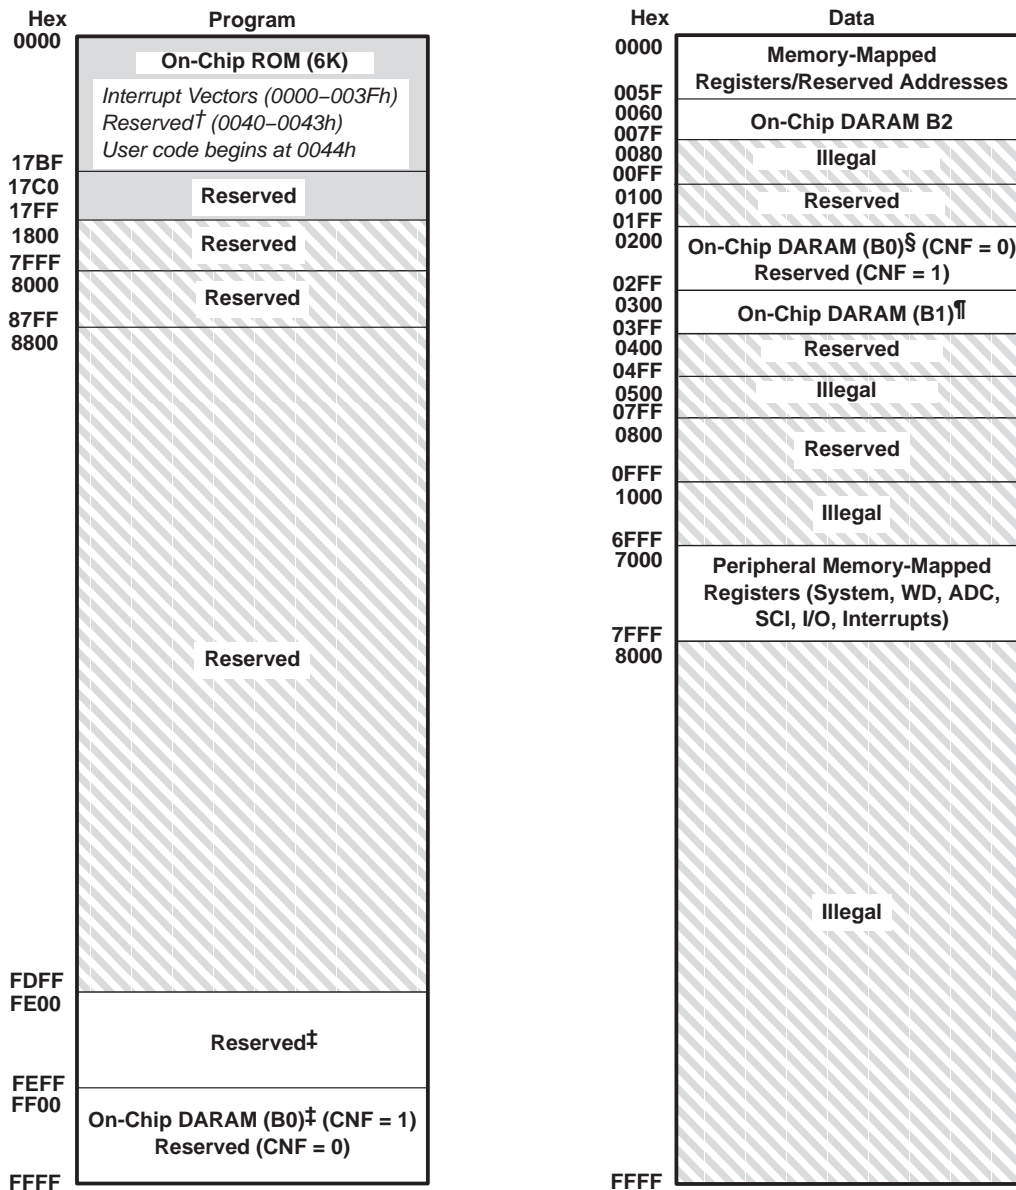 Hex
Program
0000
On-Chip ROM (6K)
Interrupt Vectors (0000−003Fh)
Reserved† (0040−0043h)
User code begins at 0044h
17BF
17C0
Reserved
17FF
1800
Reserved
7FFF
8000
Reserved
87FF
8800
Reserved
FDFF
FE00
Reserved‡
FEFF
FF00
On-Chip DARAM (B0)‡ (CNF = 1)
Reserved (CNF = 0)
FFFF
Hex
Data
0000
Memory-Mapped
Registers/Reserved Addresses
005F
0060
On-Chip DARAM B2
007F
0080
Illegal
00FF
0100
Reserved
01FF
0200
On-Chip DARAM (B0)§ (CNF = 0)
Reserved (CNF = 1)
02FF
0300
On-Chip DARAM (B1)¶
03FF
0400
Reserved
04FF
0500
Illegal
07FF
0800
Reserved
0FFF
1000
Illegal
6FFF
7000
Peripheral Memory-Mapped
Registers (System, WD, ADC,
SCI, I/O, Interrupts)
7FFF
8000
Illegal
FFFF